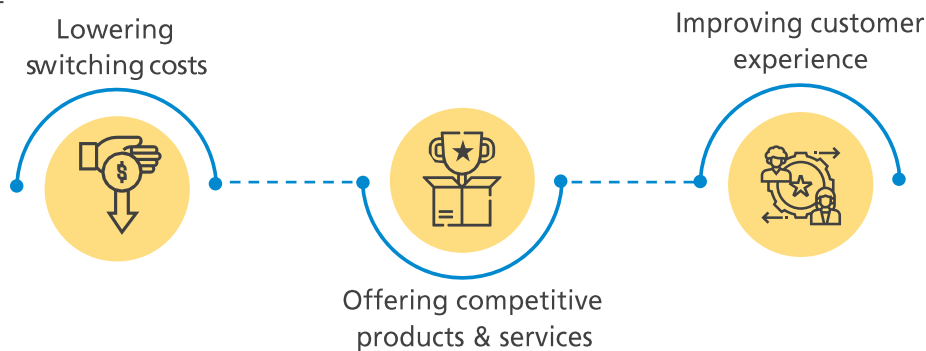 Lowering
switching costs
Offering competitive
products & services
Improving customer
experience